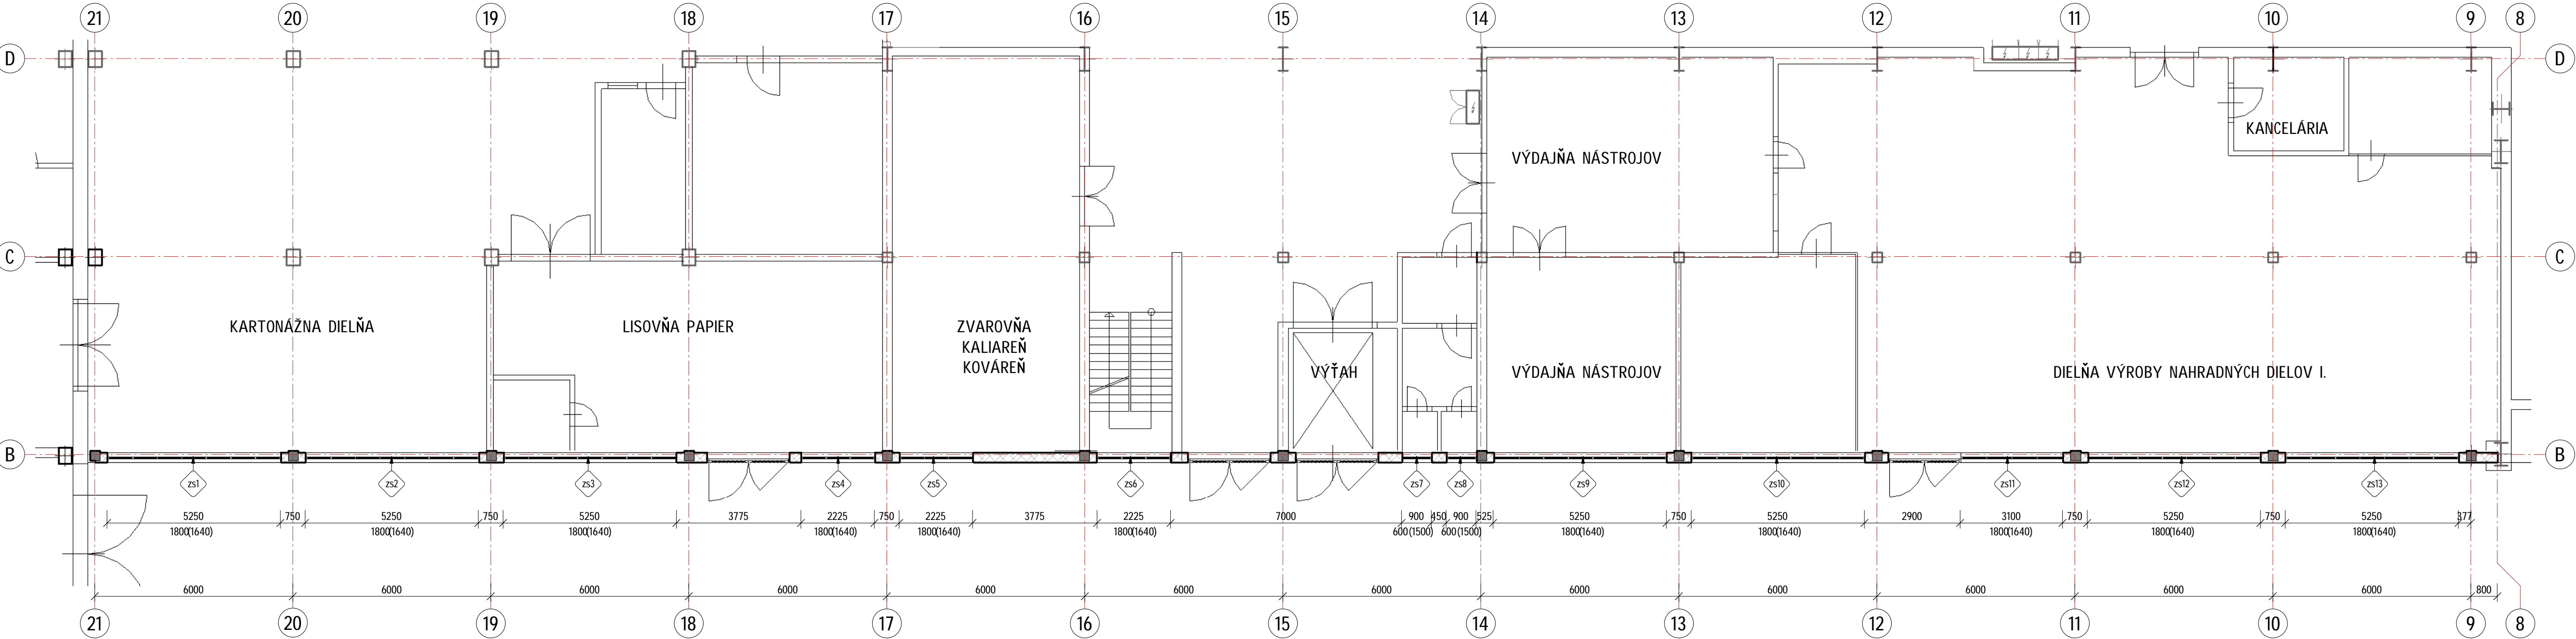 21 20 19 18 17 16 15 14 13 12 11 10 9 8
D D
KANCELÁRIA
VÝDAJŇA NÁSTROJOV
C C
KARTONÁŽNA DIELŇA LISOVŇA PAPIER ZVAROVŇA
KALIAREŇ
KOVÁREŇ
VÝŤAH VÝDAJŇA NÁSTROJOV DIELŇA VÝROBY NAHRADNÝCH DIELOV I.
B B
zs1 zs2 zs3 zs4 zs5 zs6 zs7 zs8 zs9 zs10 zs11 zs12 zs13
5250 750 5250 750 5250 3775 2225 750 2225 3775 2225 7000 900 450 900 525 5250 750 5250 2900 3100 750 5250 750 5250 377
1800(1640) 1800(1640) 1800(1640) 1800(1640) 1800(1640) 1800(1640) 600(1500) 600(1500) 1800(1640) 1800(1640) 1800(1640) 1800(1640) 1800(1640)
6000 6000 6000 6000 6000 6000 6000 6000 6000 6000 6000 6000 800
21 20 19 18 17 16 15 14 13 12 11 10 9 8